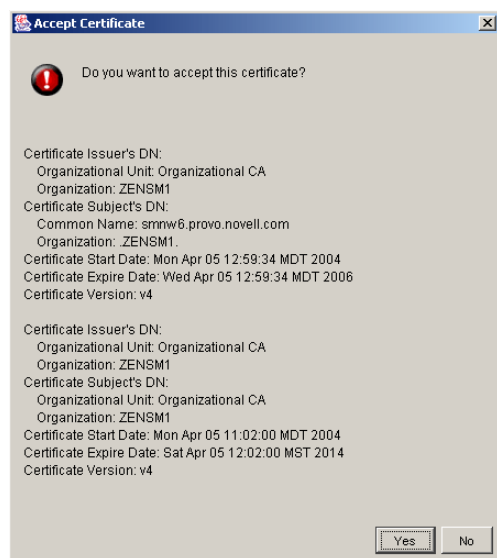 Accept Certificate
Do you want to accept this certificate?
Certificate Issuer's DN:
Organizational Unit: Organizational CA
Organization: ZENSM1
Certificate Subject's DN:
Common Name: smnw6.provo.novell.com
Organization: .ZENSM1.
Certificate Start Date: Mon Apr 05 12:59:34 MDT 2004
Certificate Expire Date: Wed Apr 05 12:59:34 MDT 2006
Certificate Version: v4
Certificate Issuer's DN:
Organizational Unit: Organizational CA
Organization: ZENSM1
Certificate Subject's DN:
Organizational Unit: Organizational CA
Organization: ZENSM1
Certificate Start Date: Mon Apr 05 11:02:00 MDT 2004
Certificate Expire Date: Sat Apr 05 12:02:00 MST 2014
Certificate Version: v4
Yes No